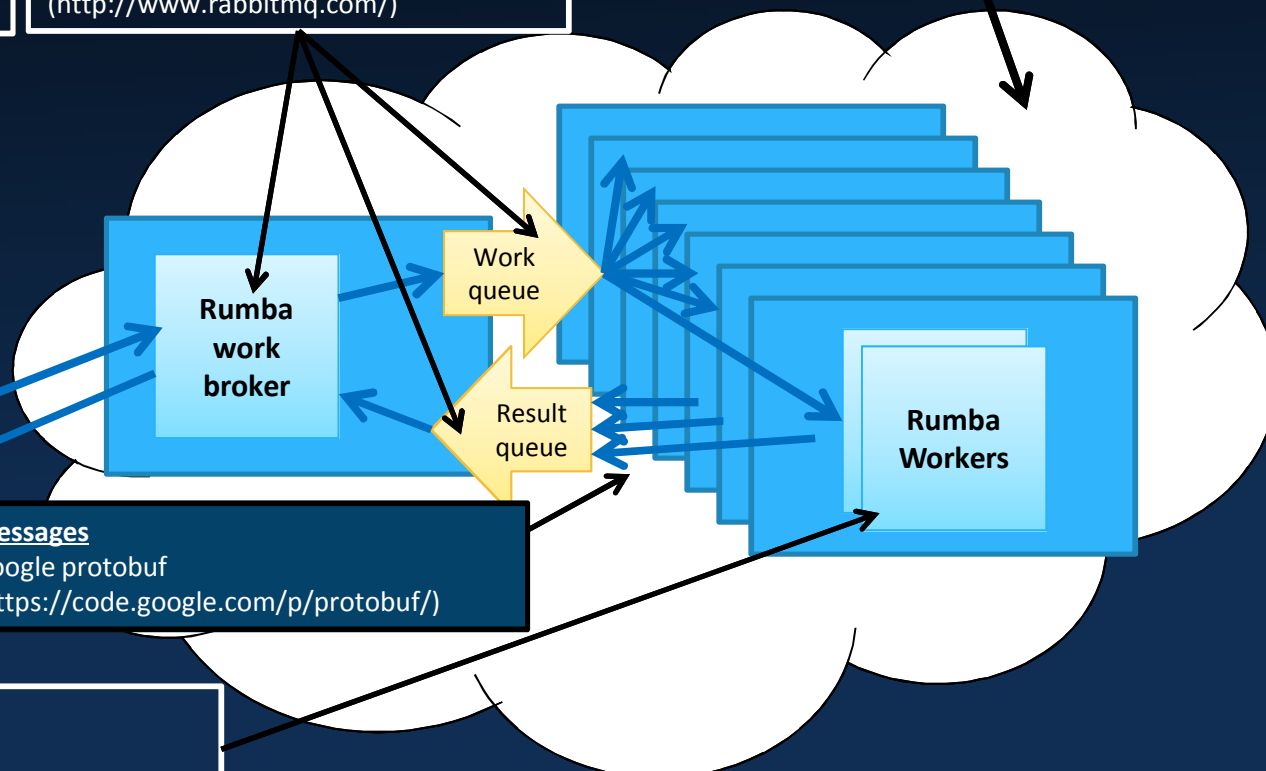 (http://www.rabbitmq.com/)
Work
queue
Rumba
work
broker
Result
queue
Rumba
Workers
essages
oogle protobuf
ttps://code.google.com/p/protobuf/)